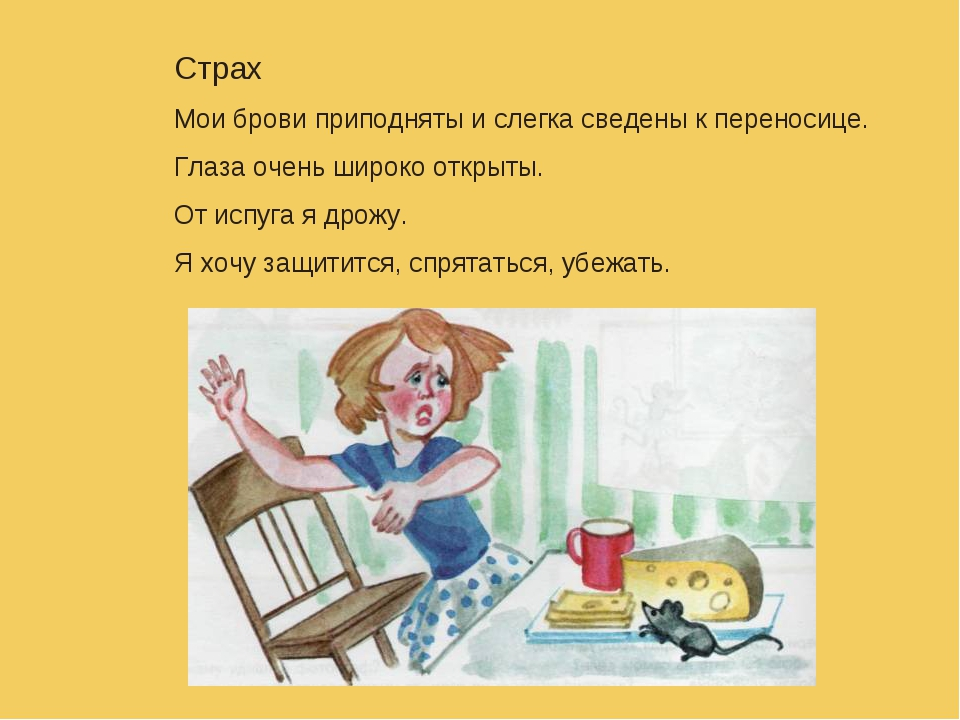 Страх
Мои брови приподняты и слегка сведены к переносице.
Глаза очень широко открыты.
От испуга я дрожу.
Я хочу защитится, спрятаться, убежать.